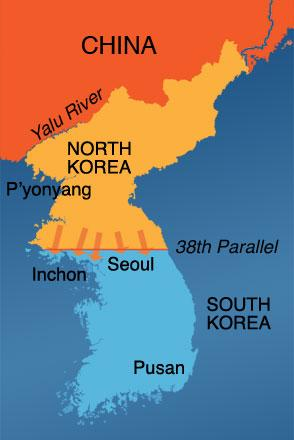 CHINA
Yalu River
NORTH
KOREA
P'yonyang
38th Parallel
Inchon
Seoul
SOUTH
KOREA
Pusan